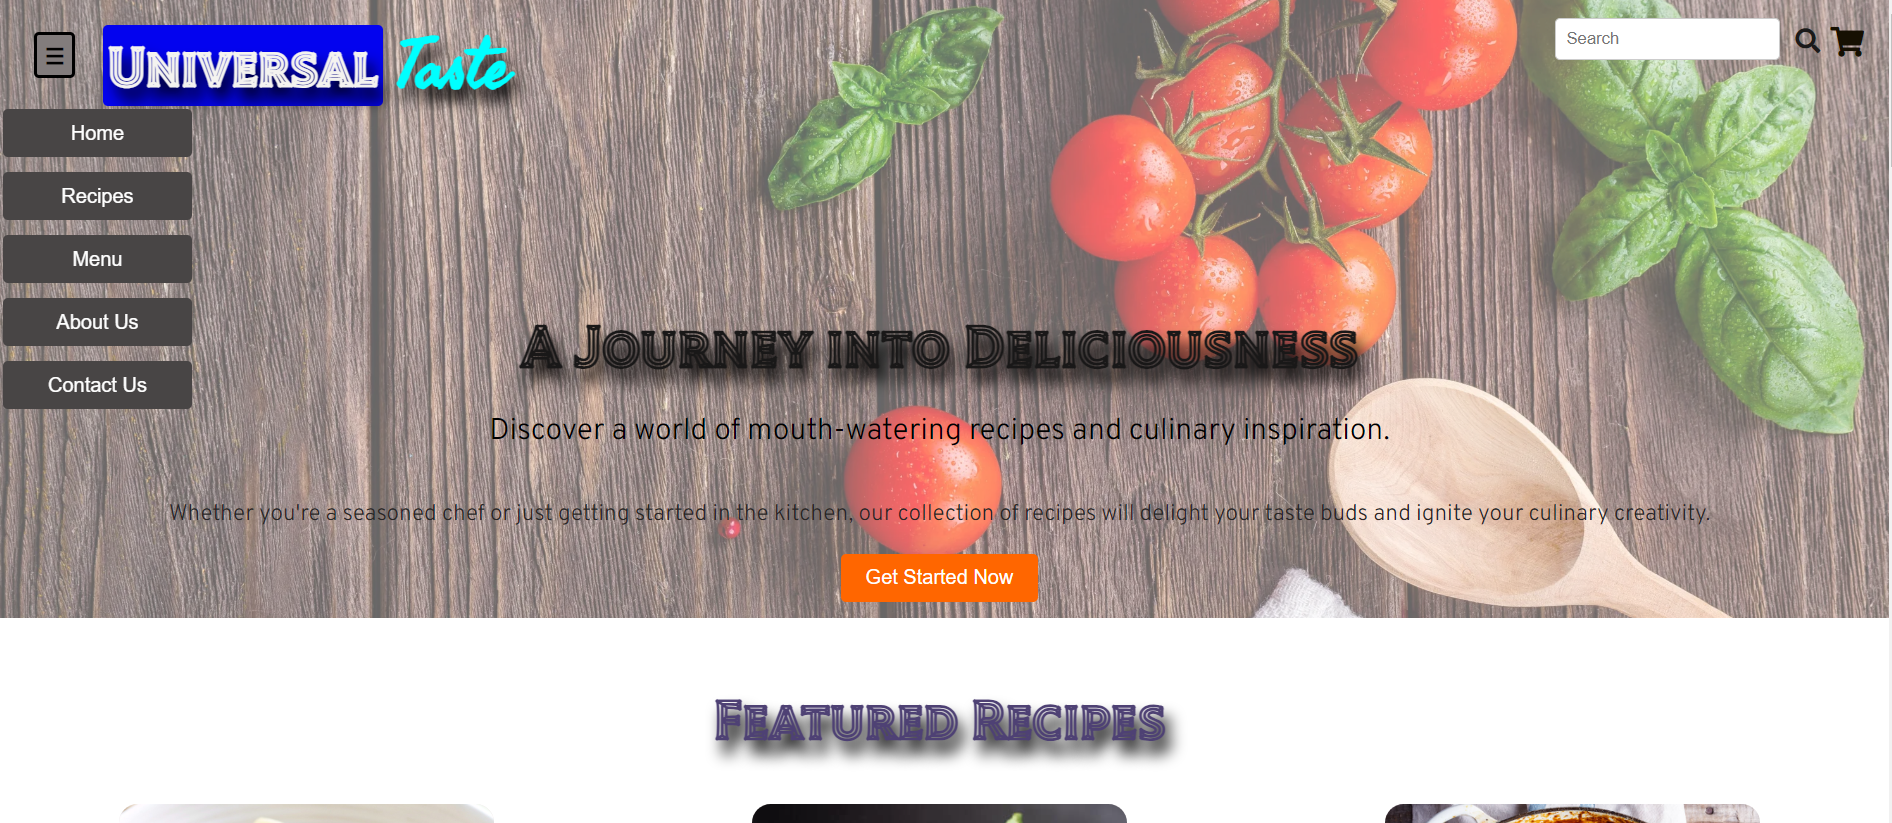 Universal Taste
Search
Home
Recipes
Menu
About Us
Contact Us
A Journey into Deliciousness
Discover a world of mouth-watering recipes and culinary inspiration.
Whether you're a seasoned chef or just getting started in the kitchen, our collection of recipes will delight your taste buds and ignite your culinary creativity.
Get Started Now
Featured Recipes